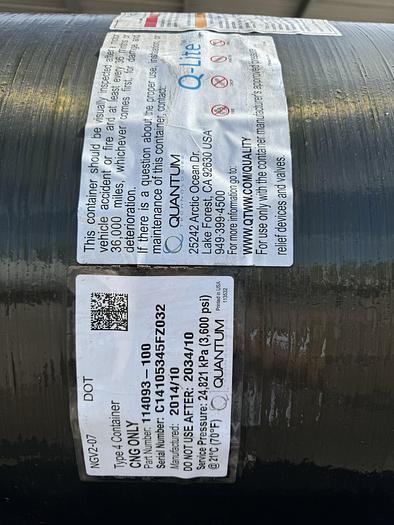 This container should be visually inspected after a motor
vehicle accident or fire and at least every 36 months or
36,000 miles, whichever comes first, for damage and
deterioration.
If there is a question about the proper use, installation, or
maintenance of this container, contact:
QUANTUM
Q-Lite
25242 Arctic Ocean Dr.
Lake Forest, CA 92630 USA
949-399-4500
For more information go to:
WWW.QTWW.COM/QUALITY
For use only with the container manufacturer's approved pressure
relief devices and valves.
NGV2-07
DOT
Type 4 Container
CNG ONLY
Part Number: 114093-100
Serial Number: C14105345FZ032
Manufactured: 2014/10
DO NOT USE AFTER: 2034/10
Service Pressure: 24,821 kPa (3,600 psi)
@ 21°C (70°F)
QUANTUM
Printed in USA
113532